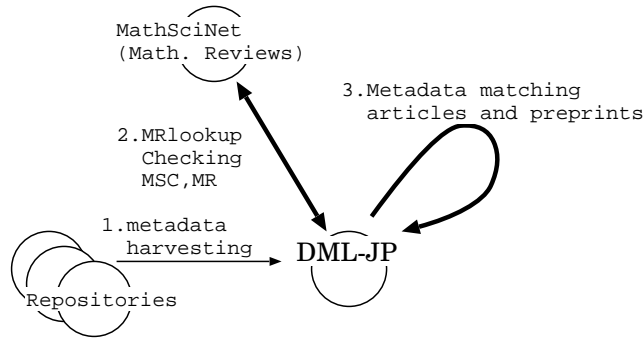 MathSciNet
(Math. Reviews)
3.Metadata matching
articles and preprints
2.MRlookup
Checking
MSC,MR
1.metadata
harvesting
DML-JP
Repositories